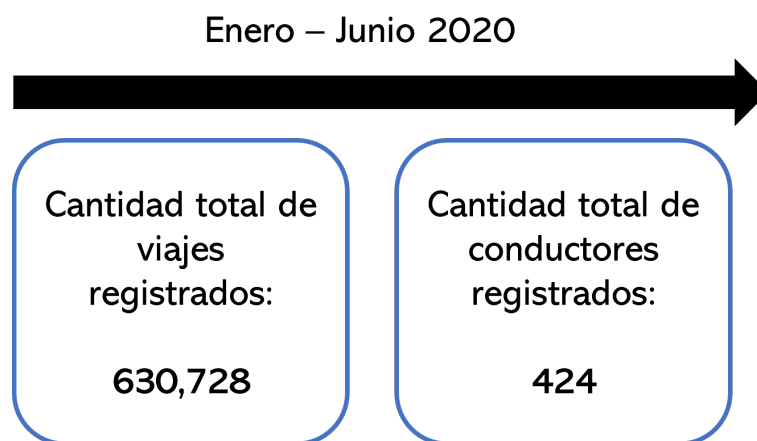 Enero – Junio 2020
Cantidad total de
viajes
registrados:
630,728
Cantidad total de
conductores
registrados:
424